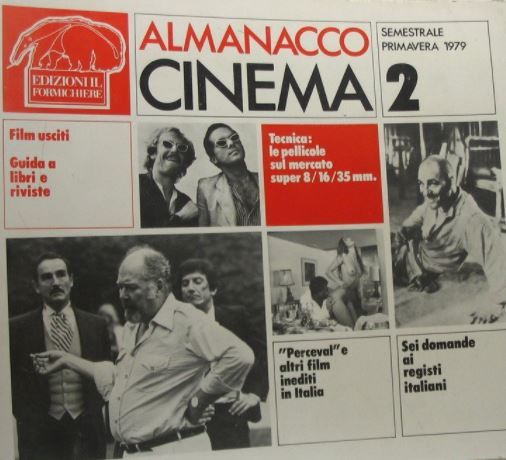 EDIZIONI IL
FORMICHIERE
ALMANACCO
CINEMA
SEMESTRALE
PRIMAVERA 1979
2
Film usciti
Guida a
libri e
riviste
Tecnica:
le pellicole
sul mercato
super 8/16/35 mm.
"Perceval" e
altri film
inediti
in Italia
Sei domande
ai
registi
italiani